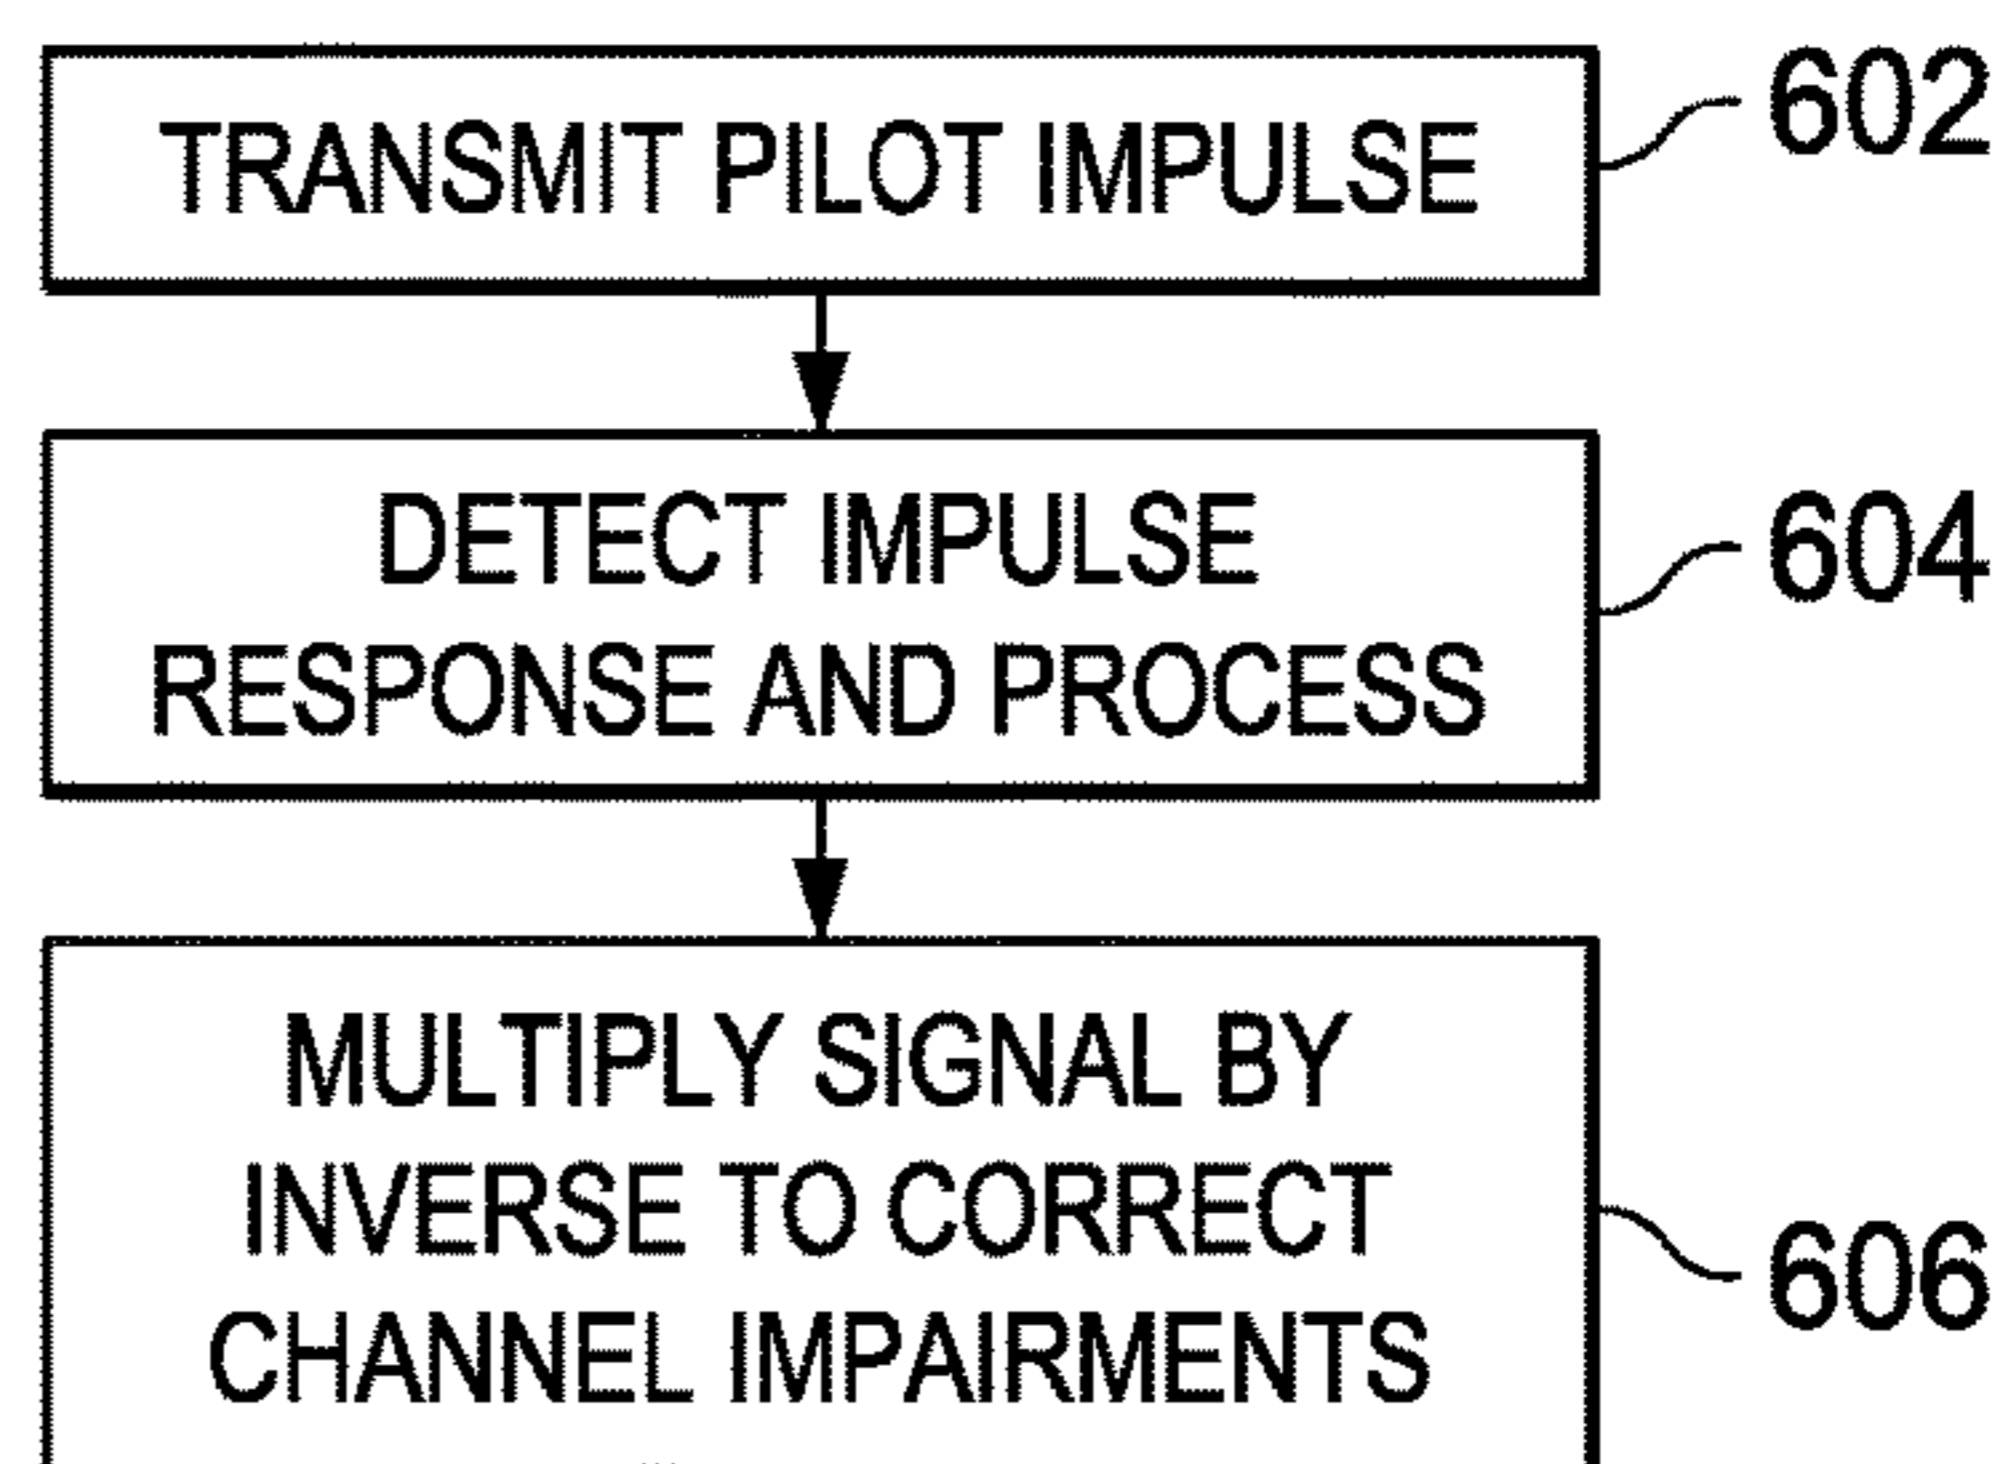 TRANSMIT PILOT IMPULSE
602
DETECT IMPULSE
RESPONSE AND PROCESS
604
MULTIPLY SIGNAL BY
INVERSE TO CORRECT
CHANNEL IMPAIRMENTS
606